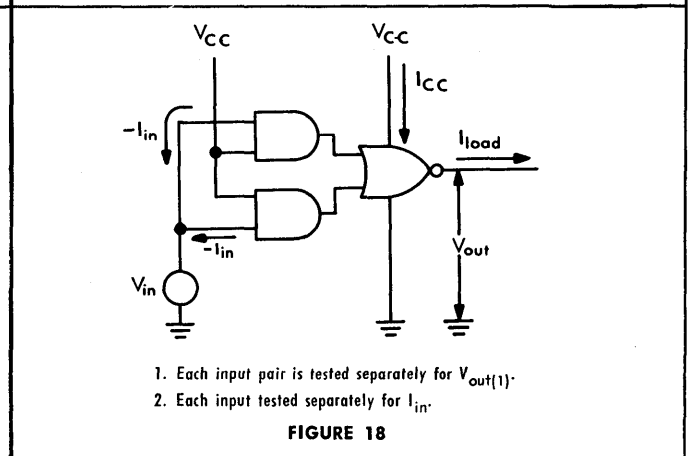 VCC
VC-C
ICC
-Iin
Iload
-Iin
Vout
Vin
1. Each input pair is tested separately for Vout(1).
2. Each input tested separately for Iin.
FIGURE 18